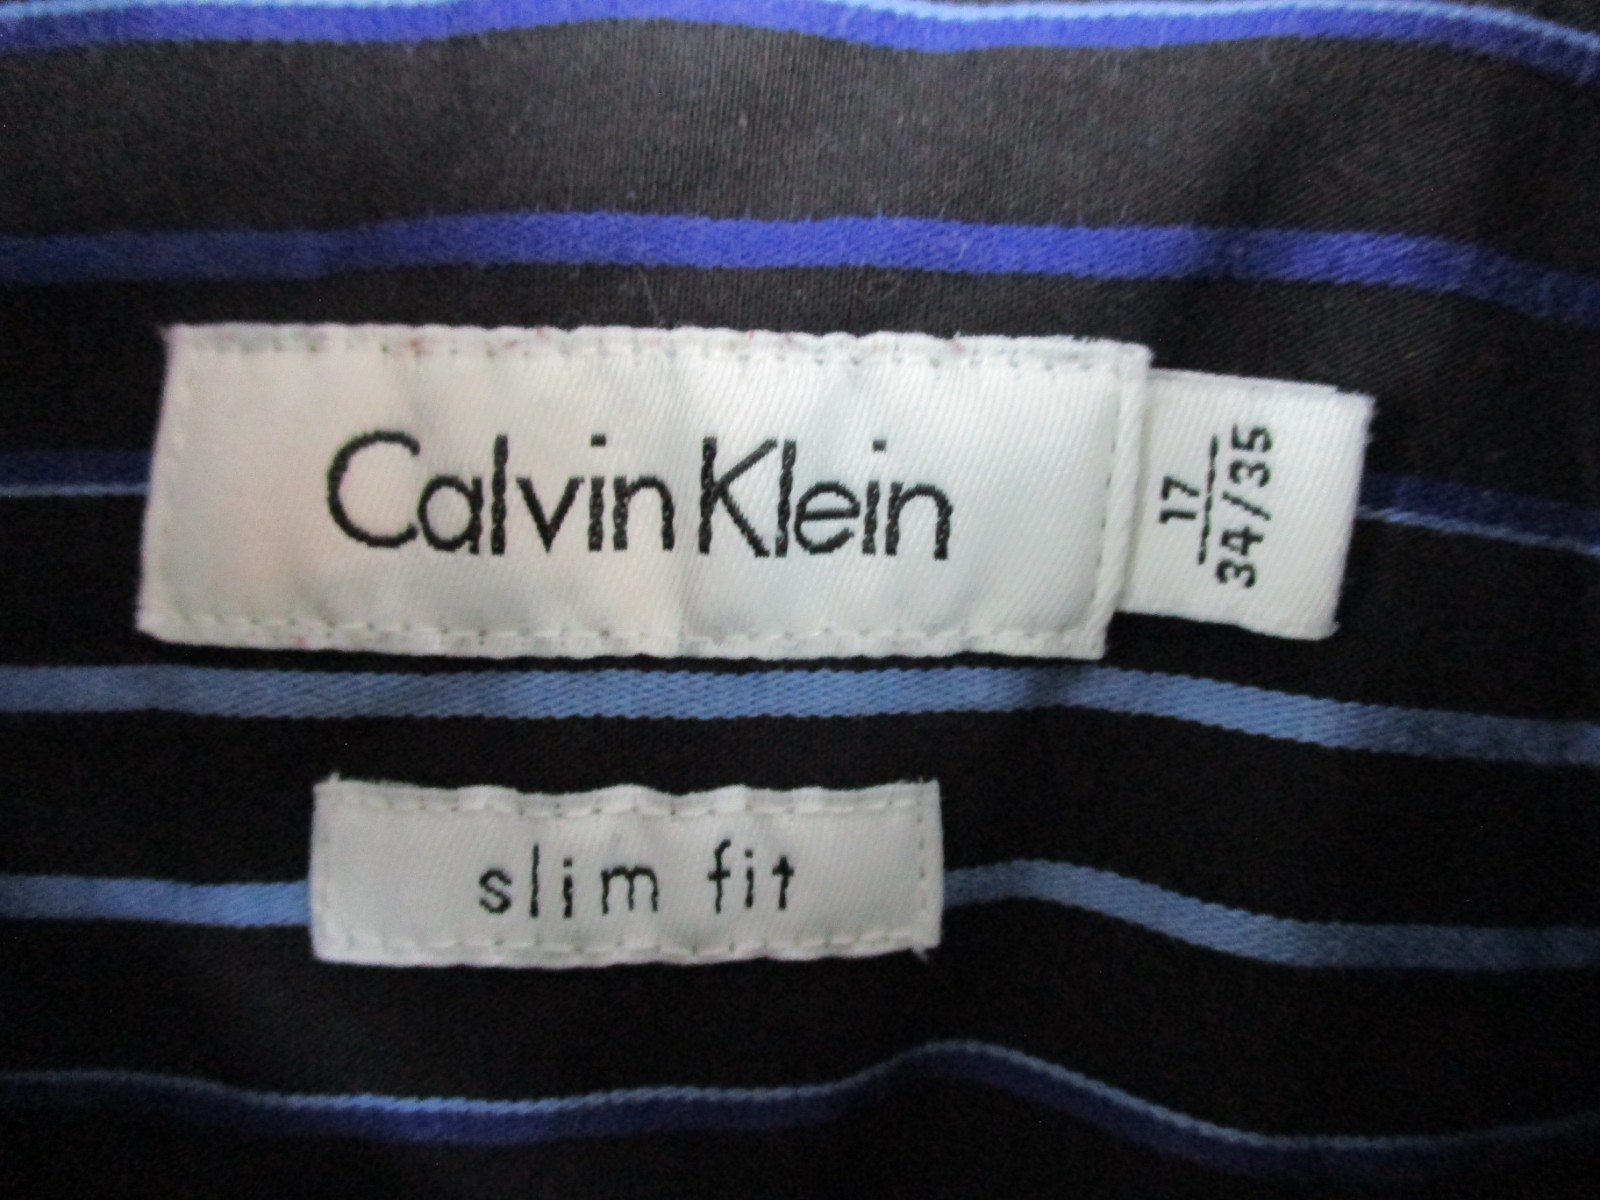 Calvin Klein
17
34/35
slim fit